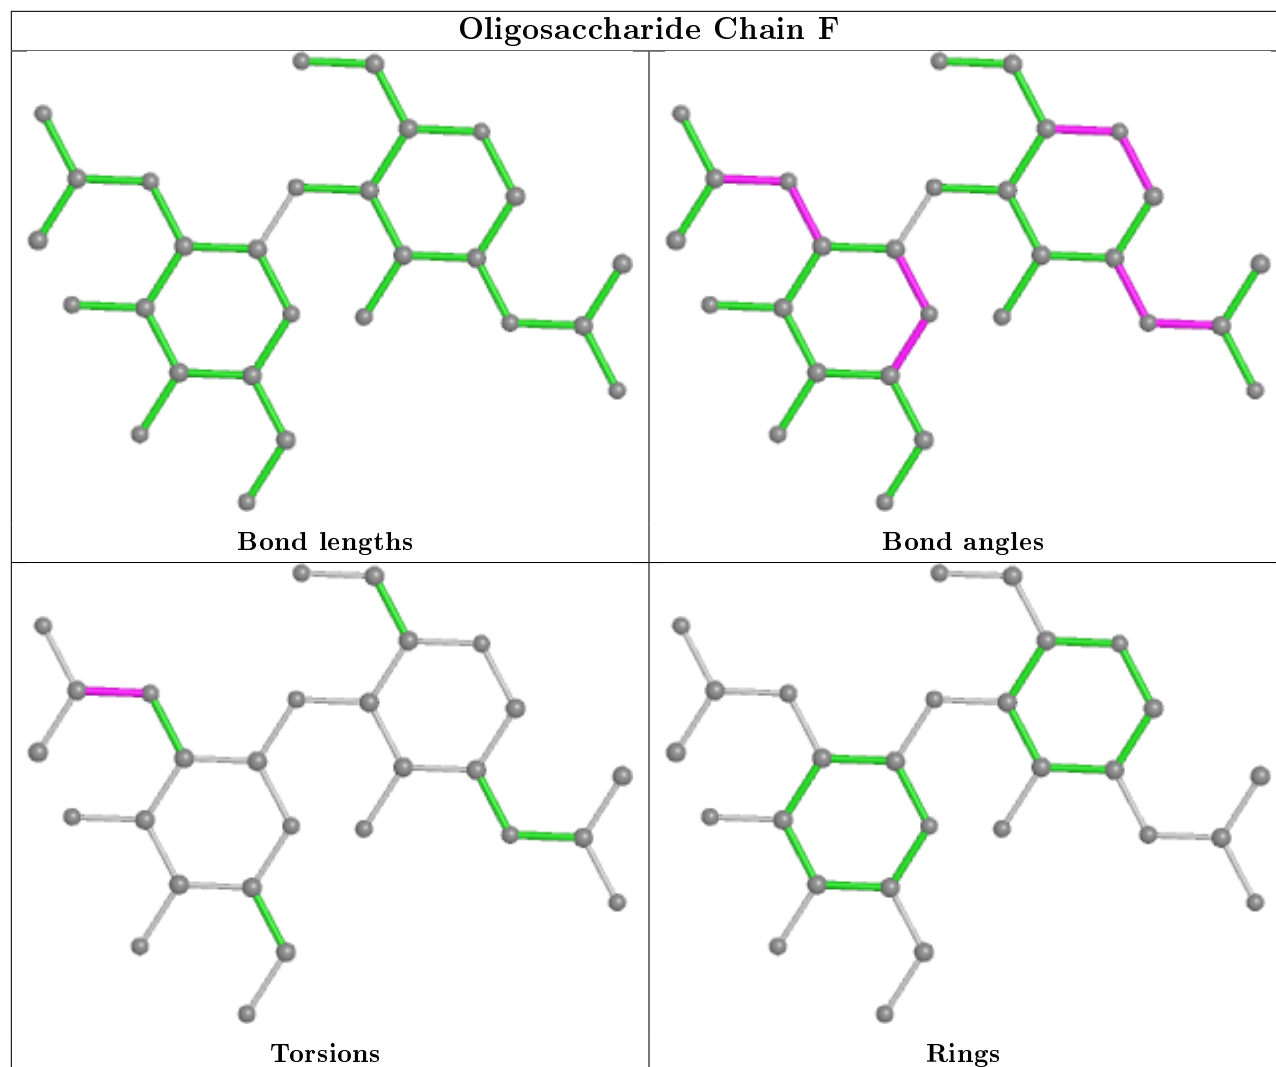 Oligosaccharide Chain F
Bond lengths
Bond angles
Torsions
Rings